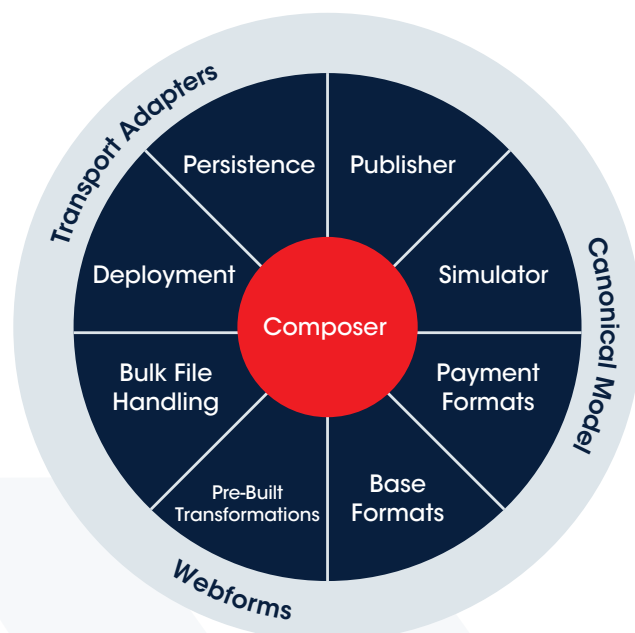 Transport Adapters
Persistence
Publisher
Deployment
Simulator
Canonical Model
Composer
Bulk File
Handling
Payment
Formats
Pre-Built
Transformations
Base
Formats
Webforms